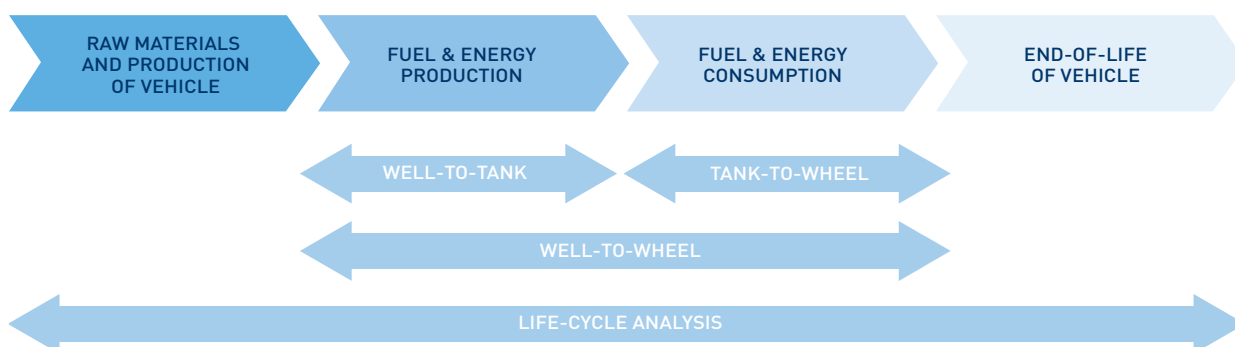 RAW MATERIALS
AND PRODUCTION
OF VEHICLE
FUEL & ENERGY
PRODUCTION
FUEL & ENERGY
CONSUMPTION
END-OF-LIFE
OF VEHICLE
WELL-TO-TANK
TANK-TO-WHEEL
WELL-TO-WHEEL
LIFE-CYCLE ANALYSIS